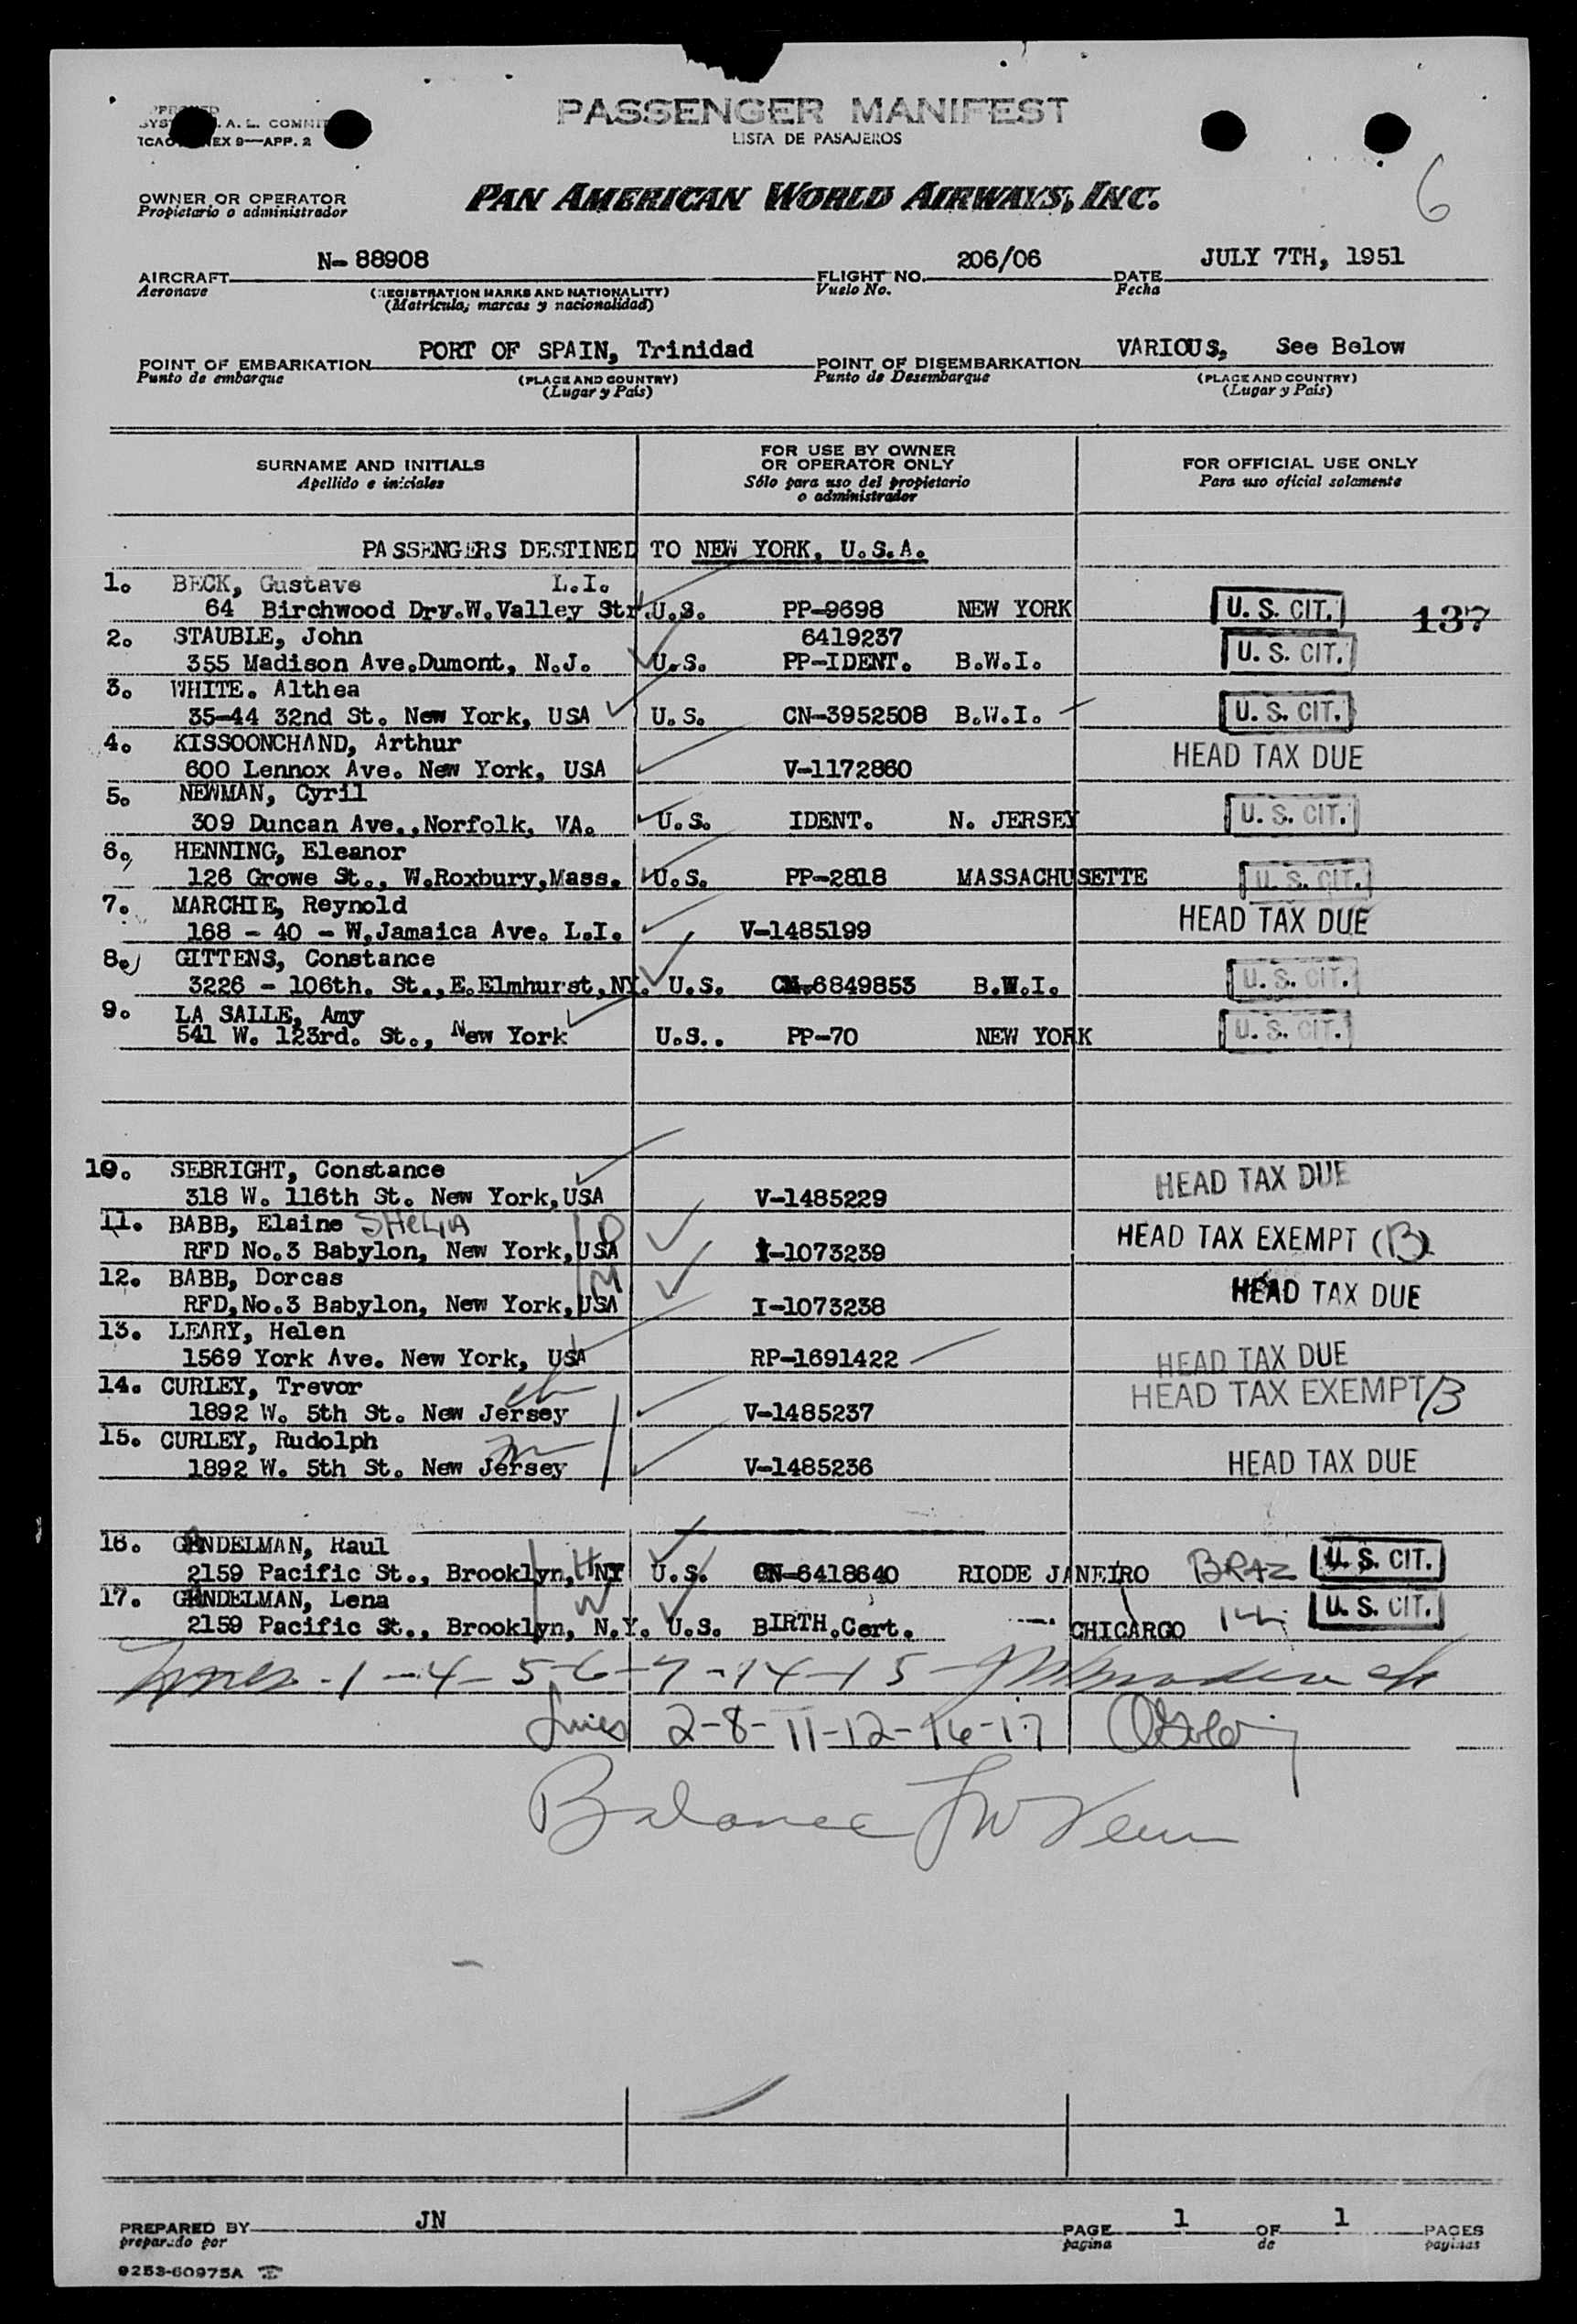 PASSENGER MANIFEST
LISTA DE PASAJEROS
A. L.
9—APP. 2
OWNER OR OPERATOR
Propietario o administrador
PAN AMERICAN WORLD AIRWAYS, INC.
6
AIRCRAFT N- 88908 FLIGHT NO. 206/06 DATE JULY 7TH, 1951
Aeronave (REGISTRATION MARKS AND NATIONALITY) Vuelo No. Fecha
(Matrícula; marcas y nacionalidad)
POINT OF EMBARKATION PORT OF SPAIN, Trinidad POINT OF DISEMBARKATION VARIOUS, See Below
Punto de embarque (PLACE AND COUNTRY) Punto de Desembarque (PLACE AND COUNTRY)
(Lugar y País) (Lugar y País)
SURNAME AND INITIALS FOR USE BY OWNER OR OPERATOR ONLY FOR OFFICIAL USE ONLY
Apellido e iniciales Sólo para uso del propietario o administrador Para uso oficial solamente
PASSENGERS DESTINED TO NEW YORK, U.S.A.
1. BECK, Gustave L.I.
64 Birchwood Drv.W.Valley Str U.S. PP-9698 NEW YORK U. S. CIT. 137
2. STAUBLE, John 6419237
355 Madison Ave.Dumont, N.J. U.S. PP-IDENT. B.W.I. U. S. CIT.
3. WHITE. Althea
35-44 32nd St. New York, USA U.S. CN-3952508 B.W.I. U. S. CIT.
4. KISSOONCHAND, Arthur HEAD TAX DUE
600 Lennox Ave. New York, USA V-1172860
5. NEWMAN, Cyril
309 Duncan Ave.,Norfolk, VA. U.S. IDENT. N. JERSEY U. S. CIT.
6. HENNING, Eleanor
126 Growe St., W.Roxbury,Mass. U.S. PP-2818 MASSACHUSETTE U. S. CIT.
7. MARCHIE, Reynold HEAD TAX DUE
168 - 40 - W,Jamaica Ave. L.I. V-1485199
8. GITTENS, Constance
3226 - 106th. St.,E.Elmhurst,NY. U.S. CN-6849853 B.W.I. U. S. CIT.
9. LA SALLE, Amy
541 W. 123rd. St., New York U.S.. PP-70 NEW YORK U. S. CIT.
10. SEBRIGHT, Constance HEAD TAX DUE
318 W. 116th St. New York,USA V-1485229
11. BABB, Elaine SHELIA HEAD TAX EXEMPT (B)
RFD No.3 Babylon, New York,USA D I-1073239
12. BABB, Dorcas HEAD TAX DUE
RFD,No.3 Babylon, New York,USA M I-1073238
13. LEARY, Helen
1569 York Ave. New York, USA RP-1691422 HEAD TAX DUE
14. CURLEY, Trevor HEAD TAX EXEMPT/B
1892 W. 5th St. New Jersey V-1485237
15. CURLEY, Rudolph
1892 W. 5th St. New Jersey V-1485236 HEAD TAX DUE
16. GANDELMAN, Raul
2159 Pacific St., Brooklyn, NY H U.S. CN-6418640 RIODE JANEIRO BRAZ U. S. CIT.
17. GANDELMAN, Lena
2159 Pacific St., Brooklyn, N.Y. W U.S. BIRTH.Cert. CHICARGO U. S. CIT.
1-4-5-6-7-14-15
Lines 2-8-11-12-16-17
Balance
PREPARED BY JN PAGE 1 OF 1 PAGES
preparado por pagina de paginas
9253-60975A